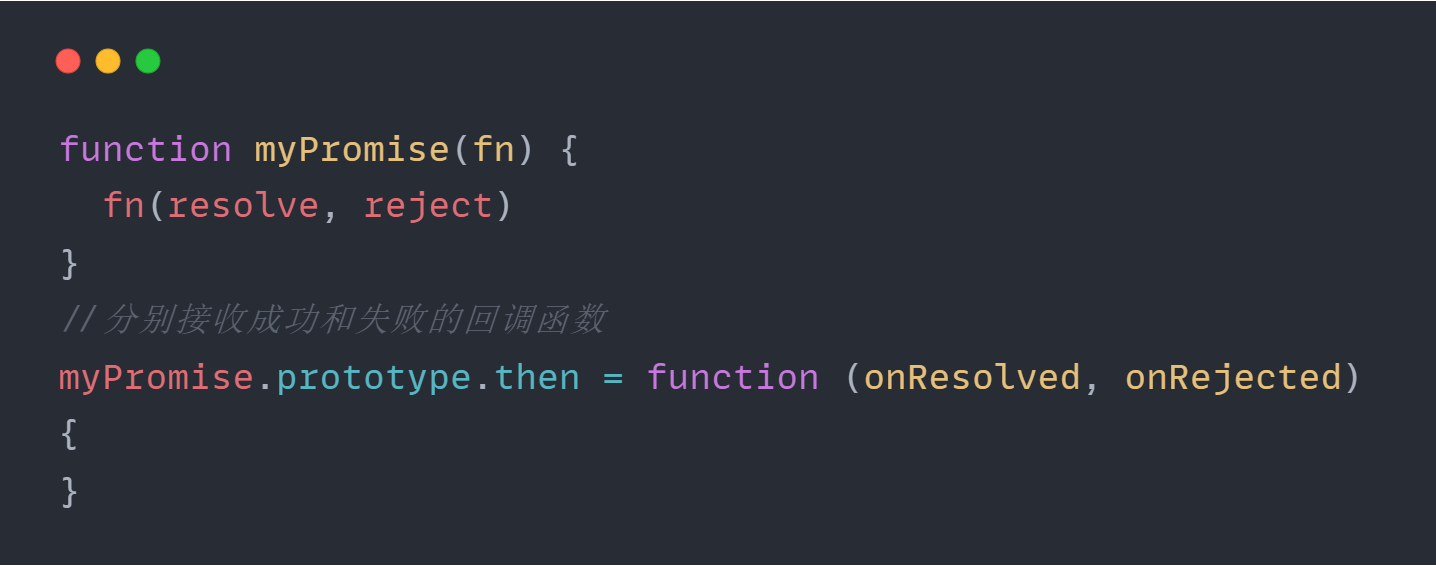 function myPromise(fn) {
  fn(resolve, reject)
}
//分别接收成功和失败的回调函数
myPromise.prototype.then = function (onResolved, onRejected)
{
}